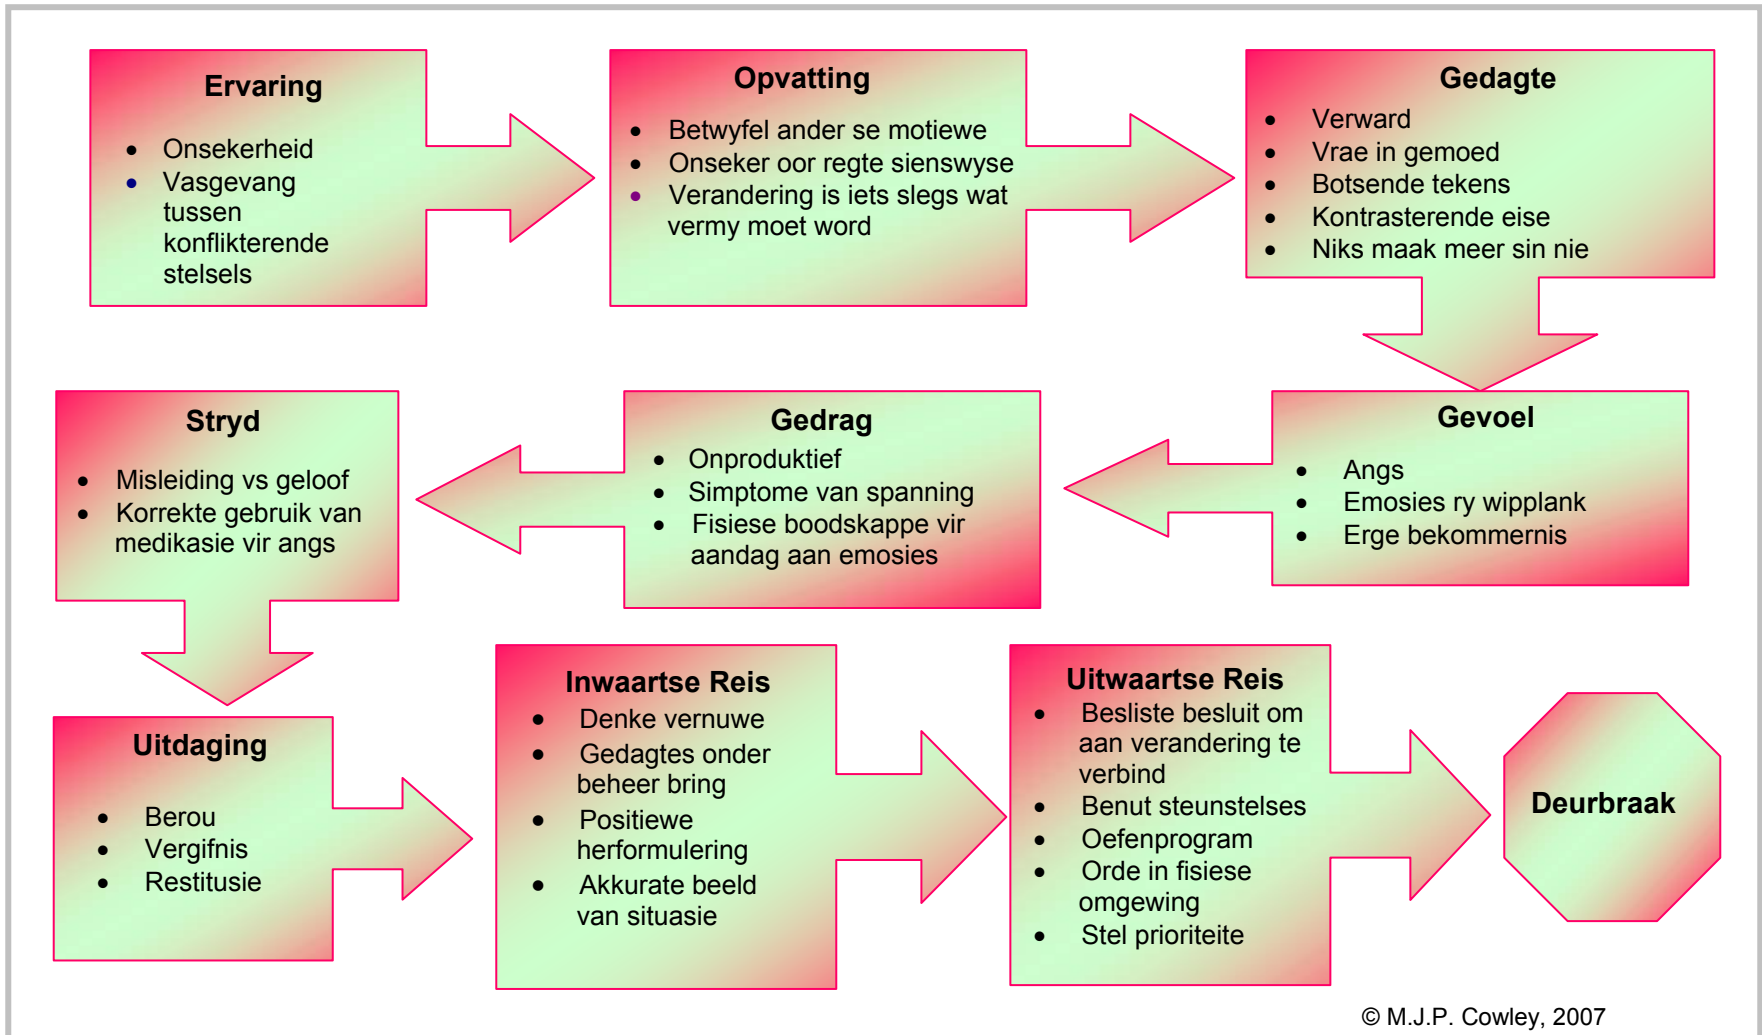 Ervaring
• Onsekerheid
• Vasgevang
tussen
konflikterende
stelsels
Opvatting
• Betwyfel ander se motiewe
• Onseker oor regte sienswyse
• Verandering is iets slegs wat
vermy moet word
Gedagte
• Verward
• Vrae in gemoed
• Botsende tekens
• Kontrasterende eise
• Niks maak meer sin nie
Gevoel
• Angs
• Emosies ry wipplank
• Erge bekommernis
Gedrag
• Onproduktief
• Simptome van spanning
• Fisiese boodskappe vir
aandag aan emosies
Stryd
• Misleiding vs geloof
• Korrekte gebruik van
medikasie vir angs
Uitdaging
• Berou
• Vergifnis
• Restitusie
Inwaartse Reis
• Denke vernuwe
• Gedagtes onder
beheer bring
• Positiewe
herformulering
• Akkurate beeld
van situasie
Uitwaartse Reis
• Besliste besluit om
aan verandering te
verbind
• Benut steunstelses
• Oefenprogram
• Orde in fisiese
omgewing
• Stel prioriteite
Deurbraak
© M.J.P. Cowley, 2007